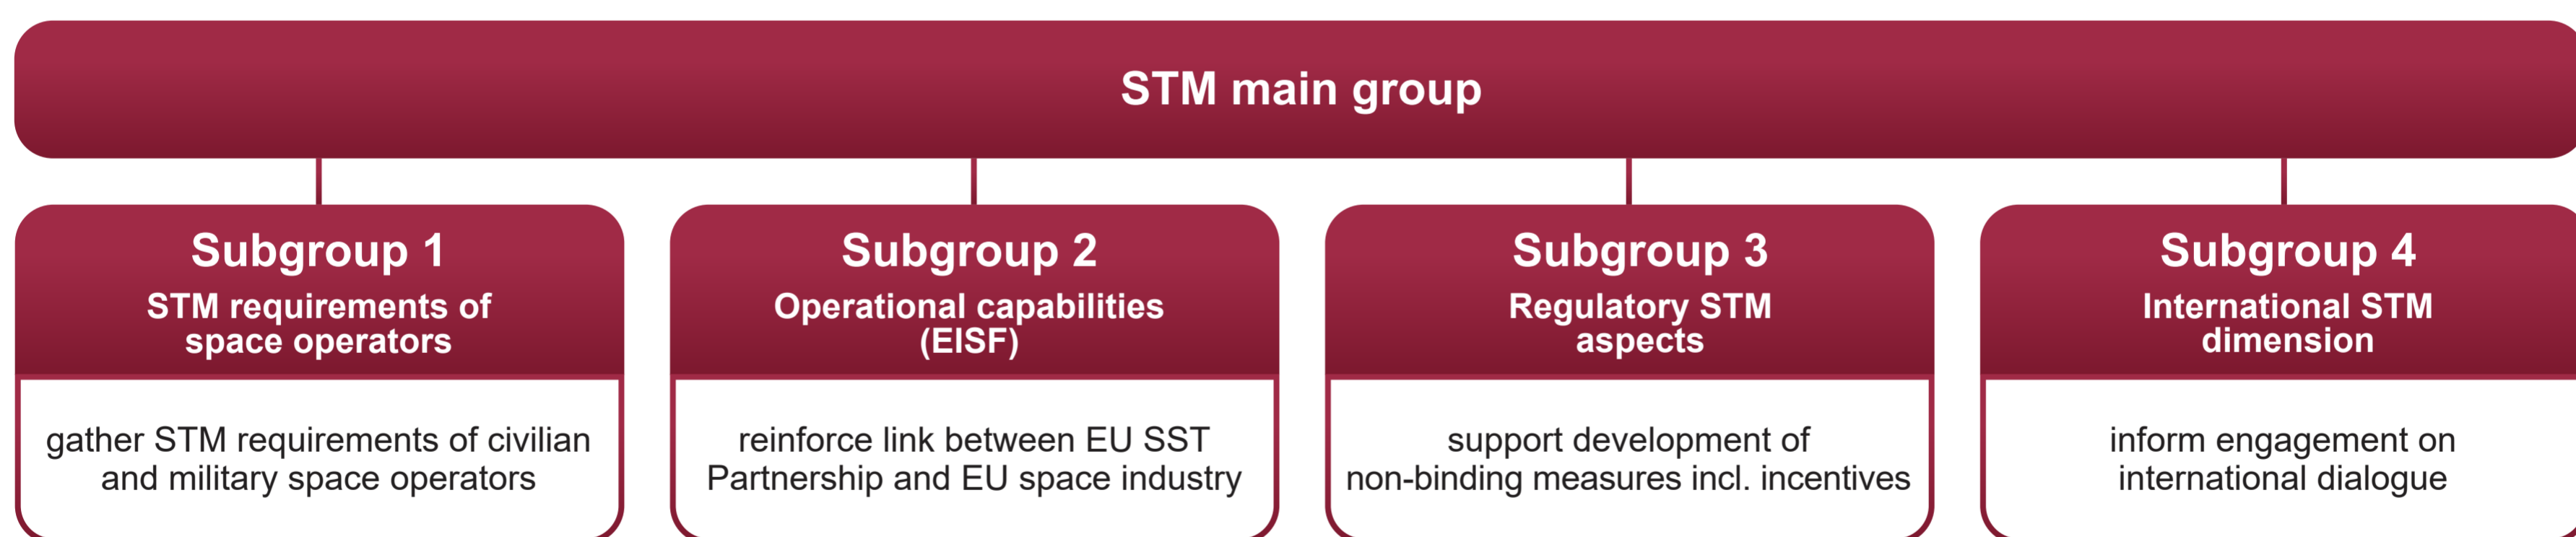 STM main group
Subgroup 1
STM requirements of
space operators
gather STM requirements of civilian
and military space operators
Subgroup 2
Operational capabilities
(EISF)
reinforce link between EU SST
Partnership and EU space industry
Subgroup 3
Regulatory STM
aspects
support development of
non-binding measures incl. incentives
Subgroup 4
International STM
dimension
inform engagement on
international dialogue